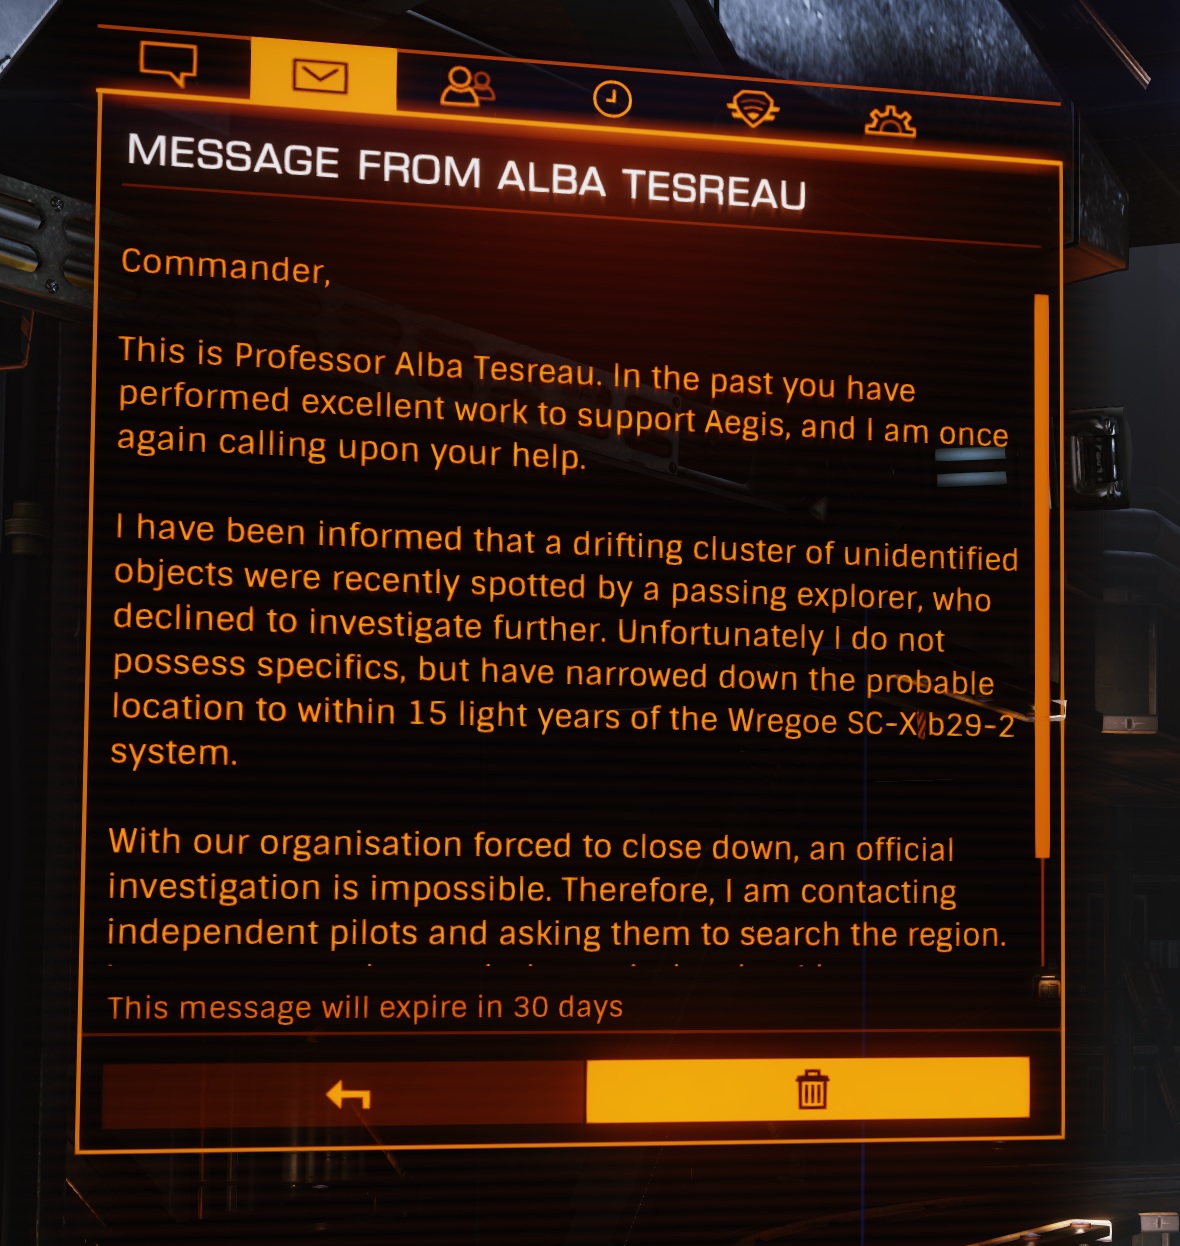 MESSAGE FROM ALBA TESREAU
Commander,
This is Professor Alba Tesreau. In the past you have
performed excellent work to support Aegis, and I am once
again calling upon your help.
I have been informed that a drifting cluster of unidentified
objects were recently spotted by a passing explorer, who
declined to investigate further. Unfortunately I do not
possess specifics, but have narrowed down the probable
location to within 15 light years of the Wregoe
system.
With our organisation forced to close down, an official
investigation is impossible. Therefore, I am contacting
independent pilots and asking them to search the region.
This message will expire in 30 days